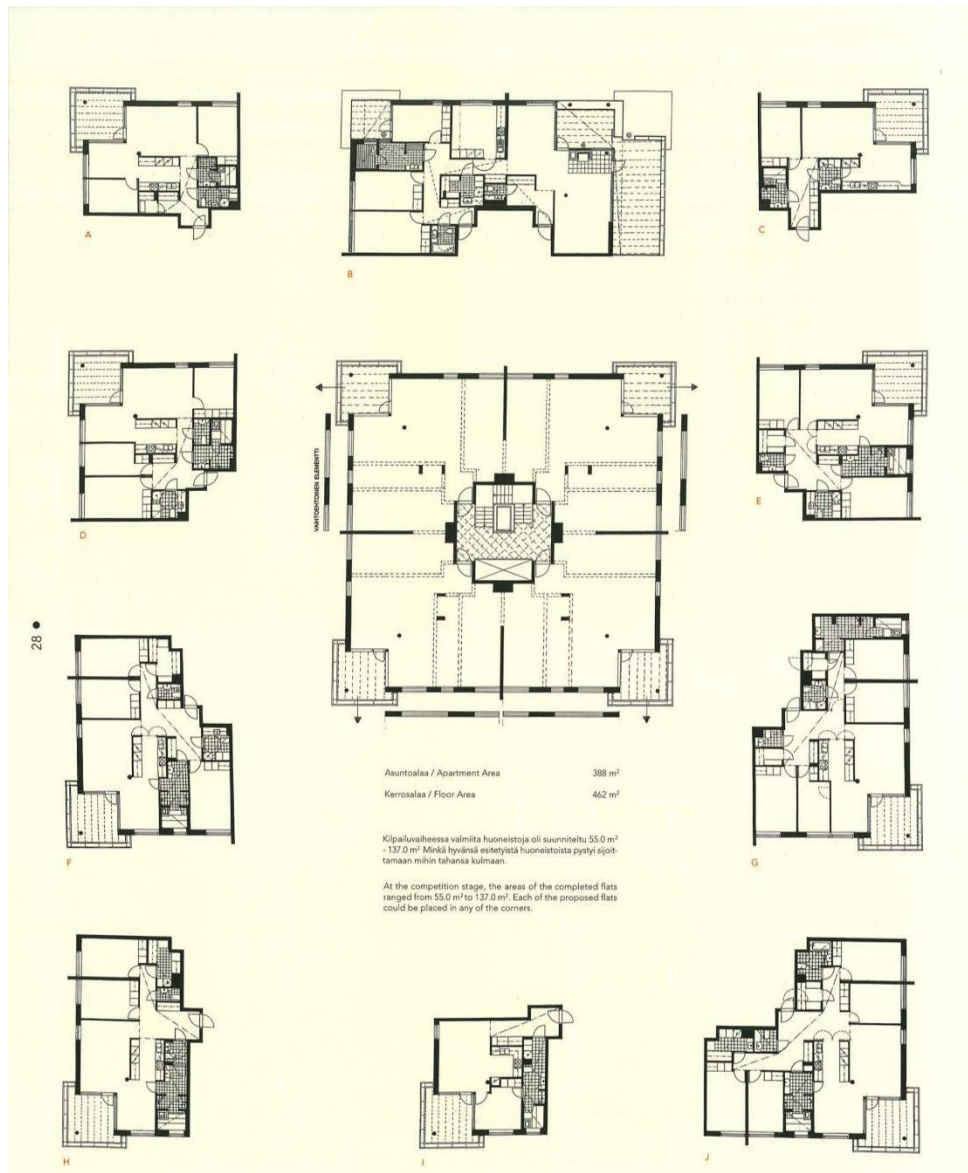 A
B
C
D
VAIHTOEHTOINEN ELEMENTTI
E
28 ●
Asuntoalaa / Apartment Area 388 m²
Kerrosalaa / Floor Area 462 m²
F
G
Kilpailuvaiheessa valmiita huoneistoja oli suunniteltu 55.0 m²
- 137.0 m² Minkä hyvänsä esitetyistä huoneistoista pystyi sijoit-
tamaan mihin tahansa kulmaan.
At the competition stage, the areas of the completed flats
ranged from 55.0 m² to 137.0 m². Each of the proposed flats
could be placed in any of the corners.
H
I
J